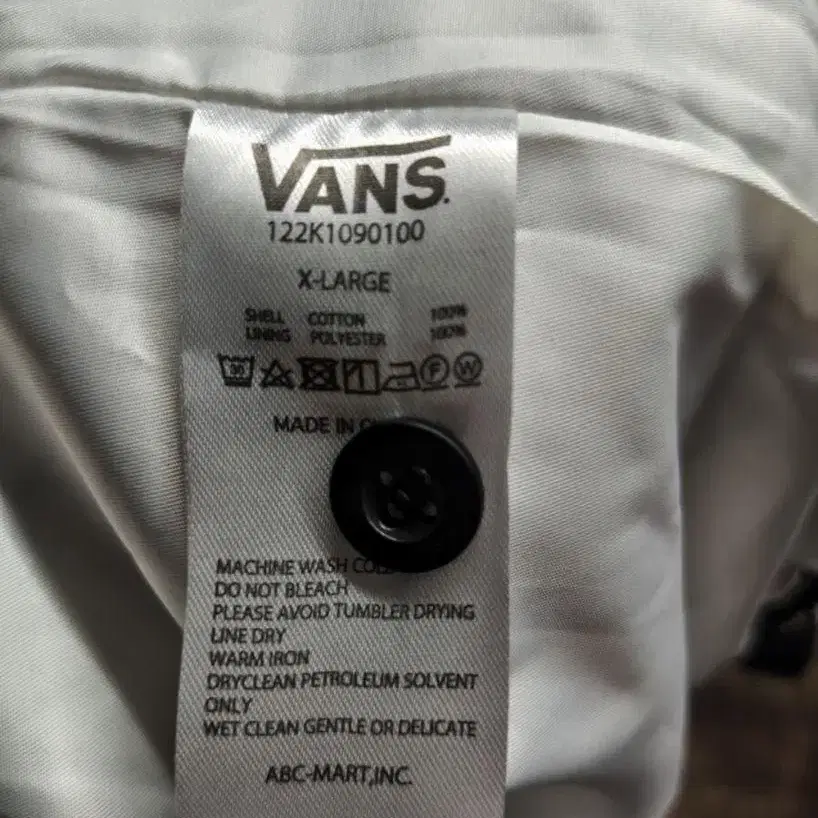 VANS.
122K1090100
X-LARGE
SHELL COTTON 100%
LINING POLYESTER 100%
30 F W
MADE IN
MACHINE WASH
DO NOT BLEACH
PLEASE AVOID TUMBLER DRYING
LINE DRY
WARM IRON
DRYCLEAN PETROLEUM SOLVENT
ONLY
WET CLEAN GENTLE OR DELICATE
ABC-MART,INC.